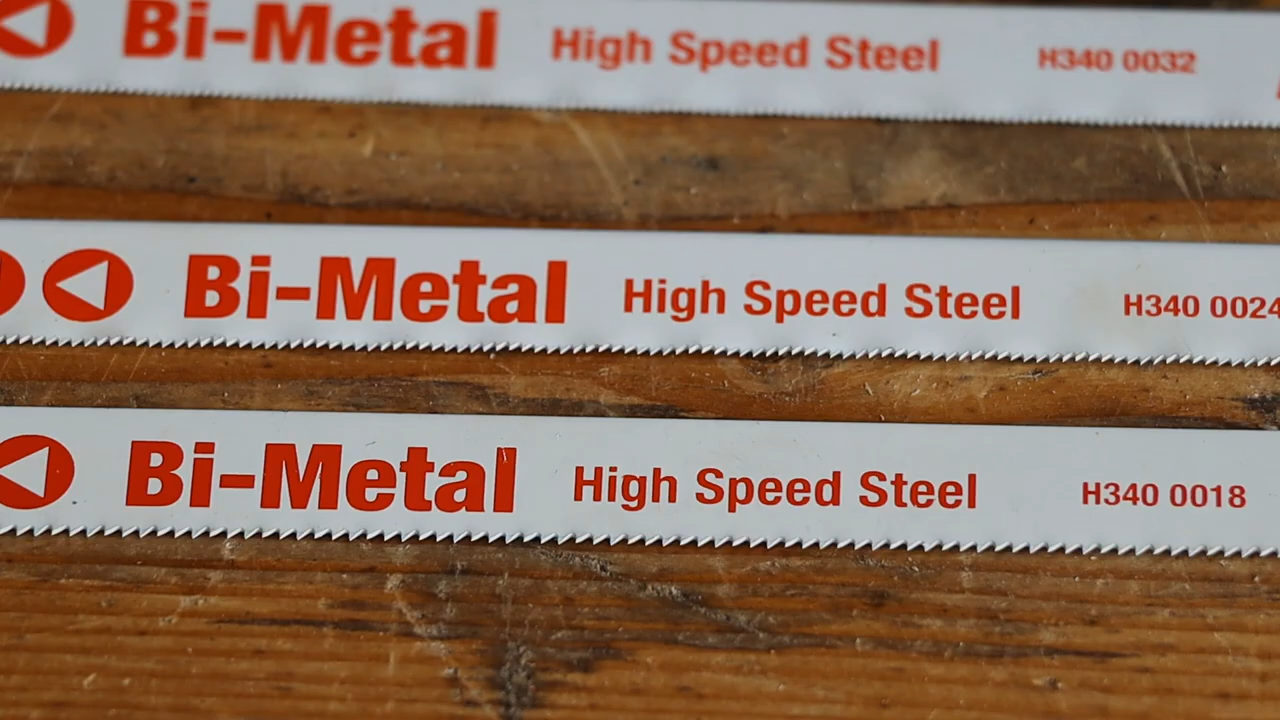 Bi-Metal High Speed Steel H340 0032
Bi-Metal High Speed Steel H340 0024
Bi-Metal High Speed Steel H340 0018